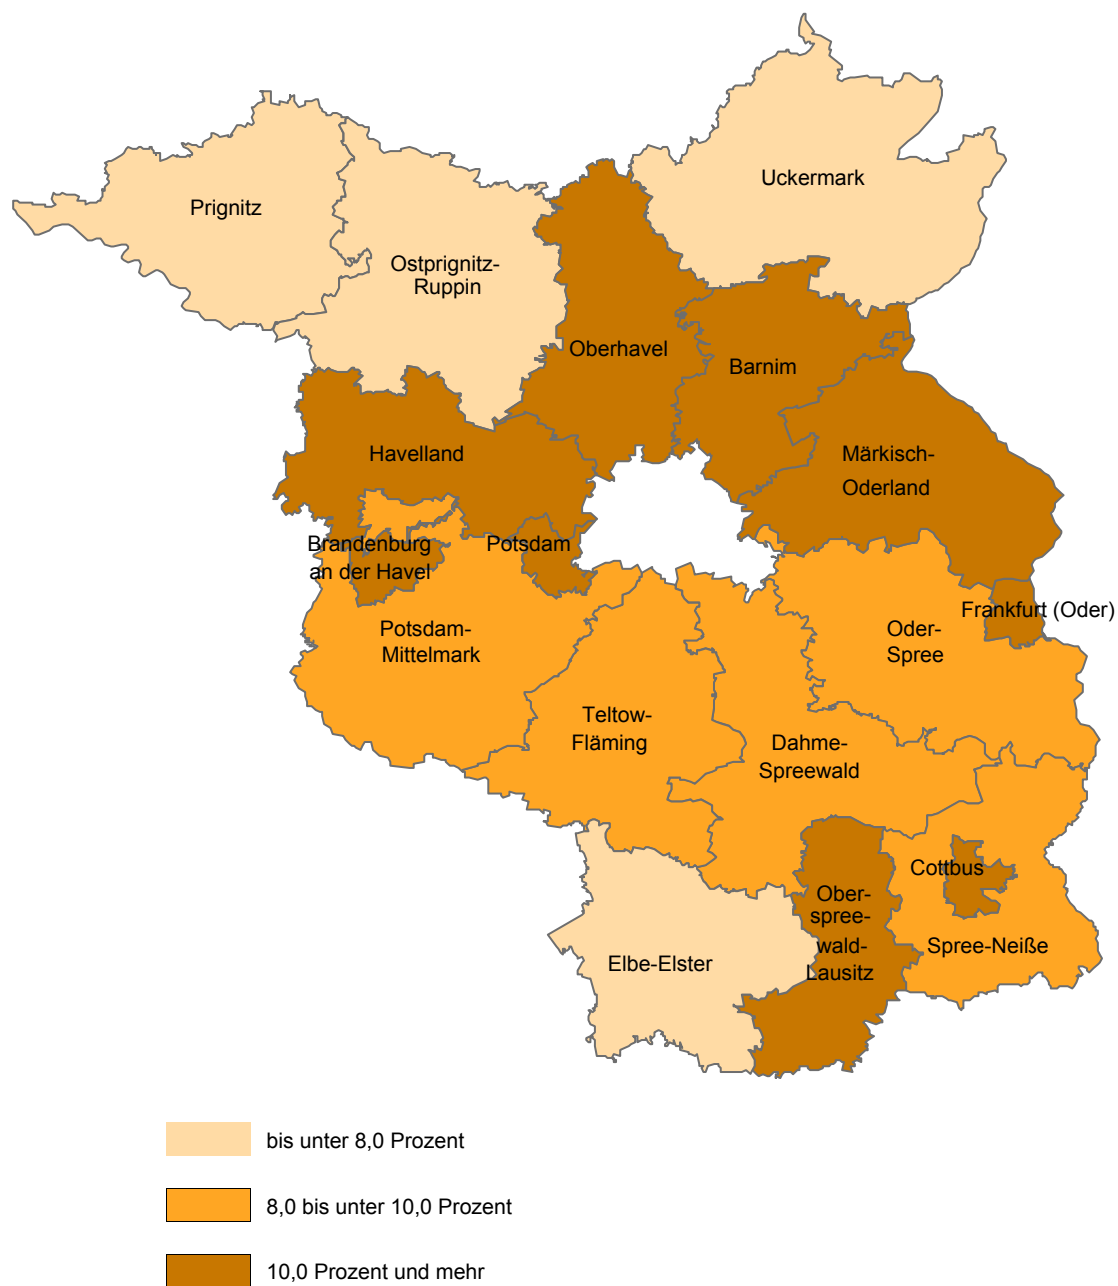 Uckermark
Prignitz
Ostprignitz-
Ruppin
Oberhavel
Barnim
Havelland
Märkisch-
Oderland
Brandenburg
an der Havel
Potsdam
Frankfurt (Oder)
Potsdam-
Mittelmark
Oder-
Spree
Teltow-
Fläming
Dahme-
Spreewald
Cottbus
Ober-
spree-
wald-
Lausitz
Spree-Neiße
Elbe-Elster
bis unter 8,0 Prozent
8,0 bis unter 10,0 Prozent
10,0 Prozent und mehr